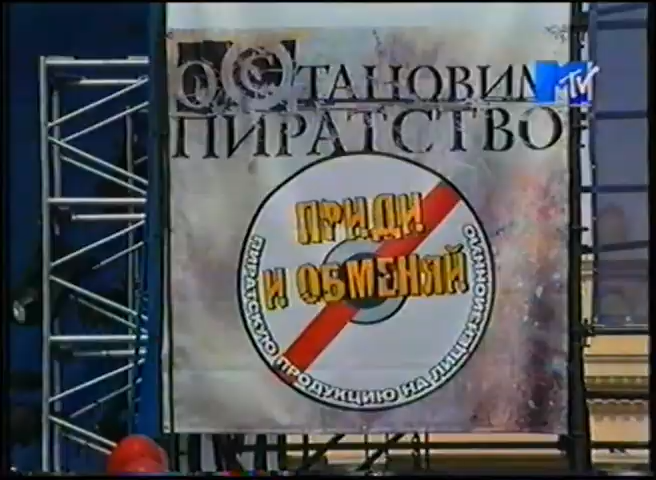 ОСТАНОВИМ
ПИРАТСТВО
MTV
ПРИДИ
И ОБМЕНЯЙ
ПИРАТСКУЮ ПРОДУКЦИЮ НА ЛИЦЕНЗИОННУЮ